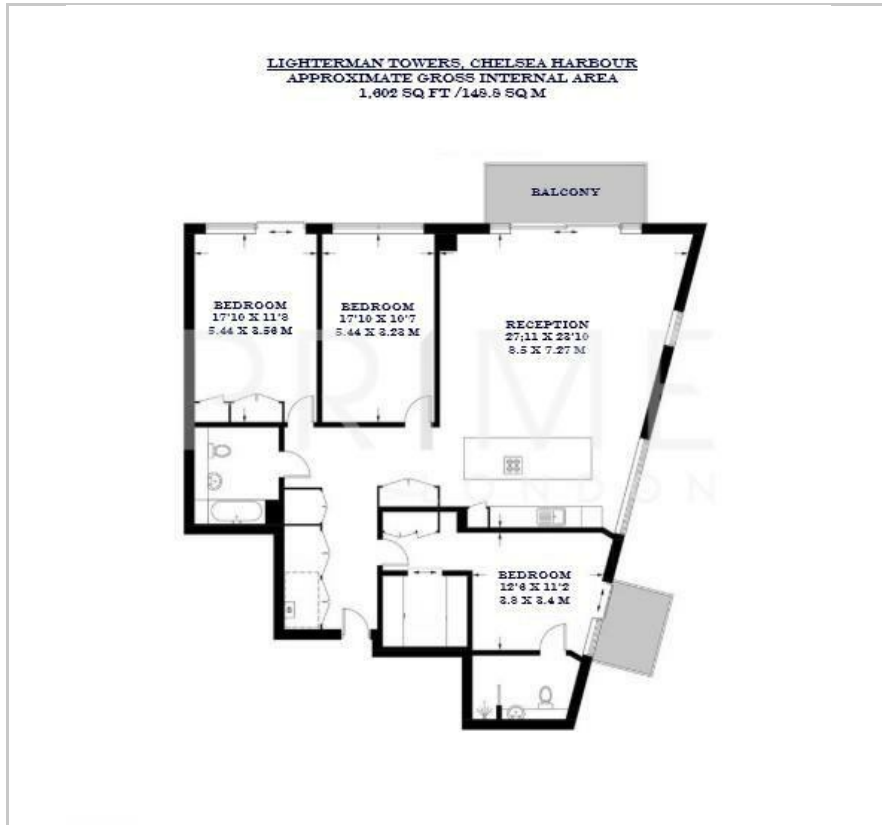 LIGHTERMAN TOWERS, CHELSEA HARBOUR
APPROXIMATE GROSS INTERNAL AREA
1,602 SQ FT /148.8 SQ M
BALCONY
BEDROOM
17'10 X 11'8
5.44 X 3.56 M
BEDROOM
17'10 X 10'7
5.44 X 3.23 M
RECEPTION
27;11 X 23'10
8.5 X 7.27 M
PRIME
LONDON
BEDROOM
12'6 X 11'2
3.8 X 3.4 M